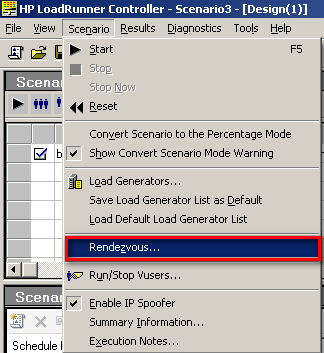 HP LoadRunner Controller - Scenario3 - [Design(1)]
File View Scenario Results Diagnostics Tools Help
Start F5
Stop
Stop Now
Reset
Convert Scenario to the Percentage Mode
Show Convert Scenario Mode Warning
Load Generators...
Save Load Generator List as Default
Load Default Load Generator List
Rendezvous...
Run/Stop Vusers...
Enable IP Spoofer
Summary Information...
Execution Notes...
Scena
b
Scena
Schedule